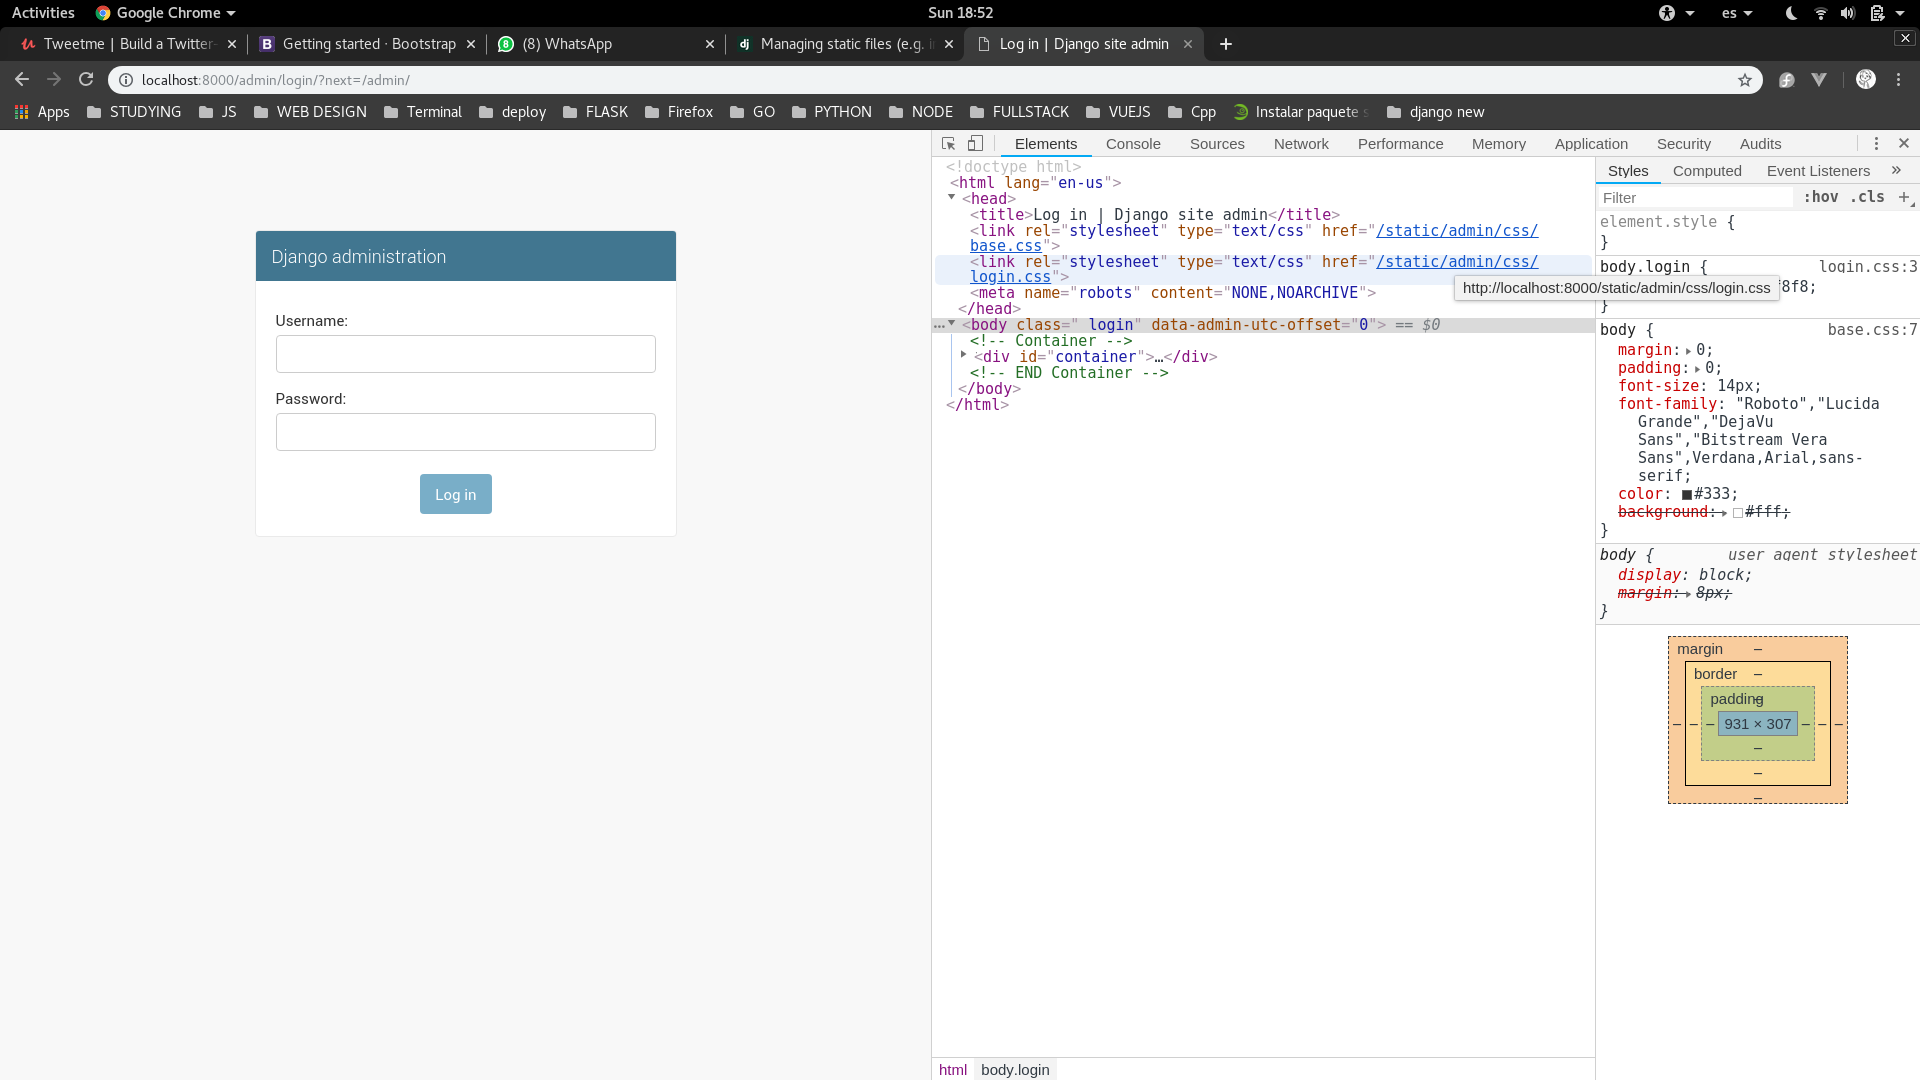 Activities Google Chrome Sun 18:52 es
Tweetme | Build a Twitter- Getting started · Bootstrap (8) WhatsApp Managing static files (e.g. i Log in | Django site admin
localhost:8000/admin/login/?next=/admin/
Apps STUDYING JS WEB DESIGN Terminal deploy FLASK Firefox GO PYTHON NODE FULLSTACK VUEJS Cpp Instalar paquete django new
Django administration
Username:
Password:
Log in
Elements Console Sources Network Performance Memory Application Security Audits
<!doctype html>
<html lang="en-us">
<head>
<title>Log in | Django site admin</title>
<link rel="stylesheet" type="text/css" href="/static/admin/css/
base.css">
<link rel="stylesheet" type="text/css" href="/static/admin/css/
login.css">
<meta name="robots" content="NONE,NOARCHIVE">
</head>
…<body class=" login" data-admin-utc-offset="0"> == $0
<!-- Container -->
<div id="container">…</div>
<!-- END Container -->
</body>
</html>
html body.login
Styles Computed Event Listeners »
Filter :hov .cls +
element.style {
}
body.login { login.css:3
http://localhost:8000/static/admin/css/login.css f8f8;
}
body { base.css:7
margin: 0;
padding: 0;
font-size: 14px;
font-family: "Roboto","Lucida
Grande","DejaVu
Sans","Bitstream Vera
Sans",Verdana,Arial,sans-
serif;
color: #333;
background: #fff;
}
body { user agent stylesheet
display: block;
margin: 8px;
}
margin –
border –
padding –
– – – 931 × 307 – – –
–
–
–